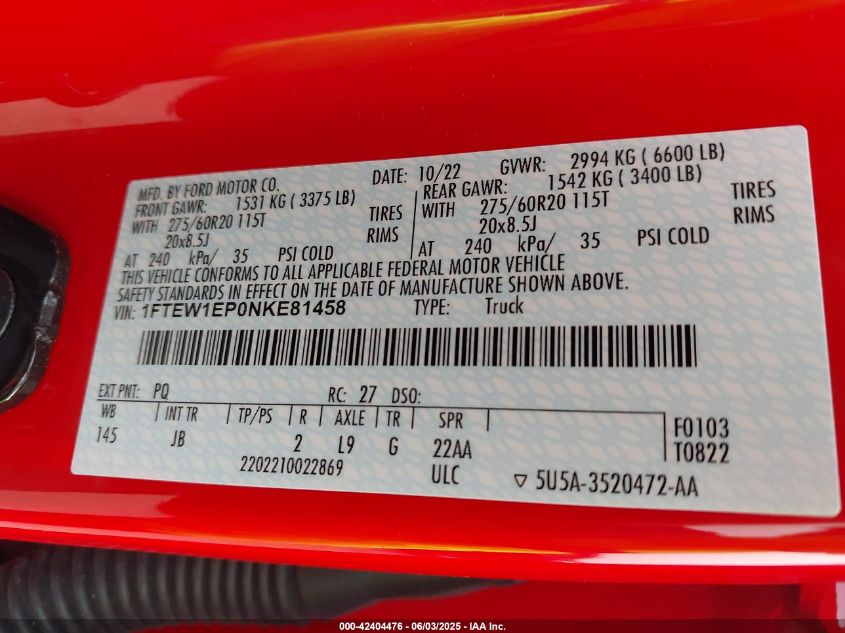 MFD. BY FORD MOTOR CO. DATE: 10/22 GVWR: 2994 KG ( 6600 LB)
FRONT GAWR: 1531 KG ( 3375 LB) REAR GAWR: 1542 KG ( 3400 LB)
WITH 275/60R20 115T TIRES WITH 275/60R20 115T TIRES
20x8.5J RIMS 20x8.5J RIMS
AT 240 kPa/ 35 PSI COLD AT 240 kPa/ 35 PSI COLD
THIS VEHICLE CONFORMS TO ALL APPLICABLE FEDERAL MOTOR VEHICLE
SAFETY STANDARDS IN EFFECT ON THE DATE OF MANUFACTURE SHOWN ABOVE.
VIN: 1FTEW1EP0NKE81458 TYPE: Truck
EXT PNT: PQ RC: 27 DSO:
WB INT TR TP/PS R AXLE TR SPR
145 JB 2 L9 G 22AA F0103
2202210022869 ULC T0822
▽ 5U5A-3520472-AA
000-42404476 - 06/03/2025 - IAA Inc.